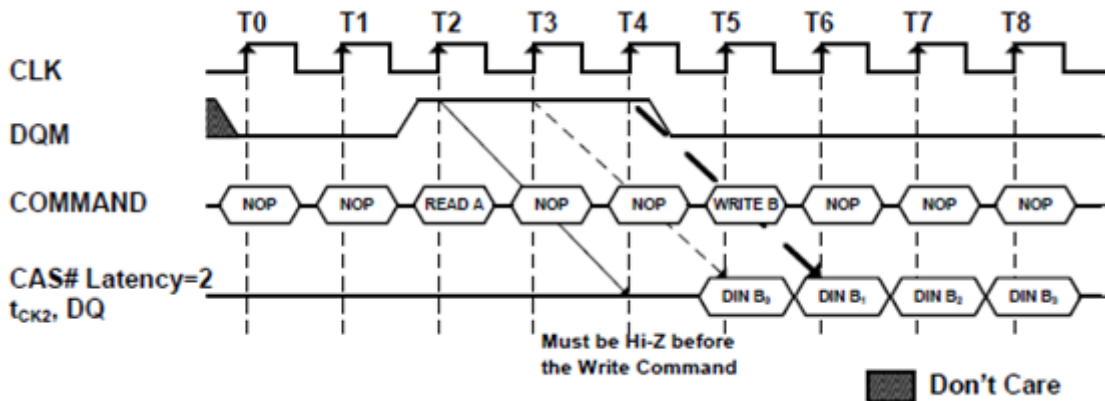 T0 T1 T2 T3 T4 T5 T6 T7 T8
CLK
DQM
COMMAND NOP NOP READ A NOP NOP WRITE B NOP NOP NOP
CAS# Latency=2
tCK2, DQ DIN B0 DIN B1 DIN B2 DIN B3
Must be Hi-Z before
the Write Command
Don't Care